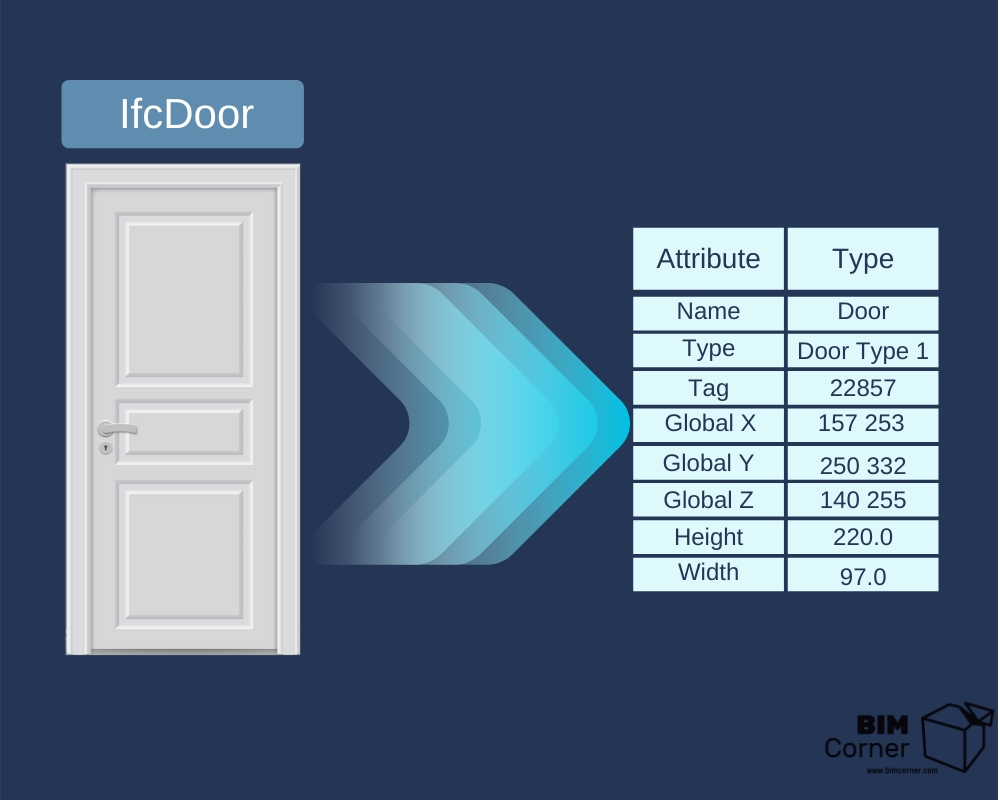 IfcDoor
Attribute Type
Name Door
Type Door Type 1
Tag 22857
Global X 157 253
Global Y 250 332
Global Z 140 255
Height 220.0
Width 97.0
BIM
Corner
www.bimcorner.com